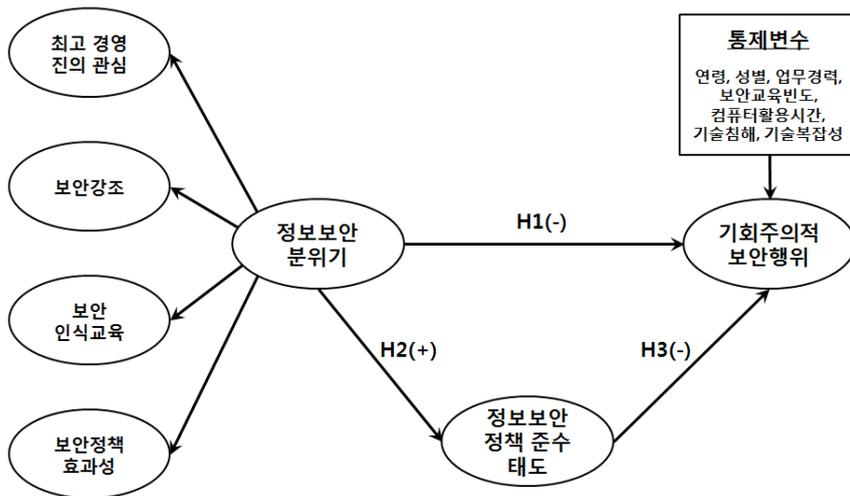 최고 경영
진의 관심
보안강조
보안
인식교육
보안정책
효과성
정보보안
분위기
H1(-)
H2(+)
H3(-)
정보보안
정책 준수
태도
통제변수
연령, 성별, 업무경력,
보안교육빈도,
컴퓨터활용시간,
기술침해, 기술복잡성
기회주의적
보안행위